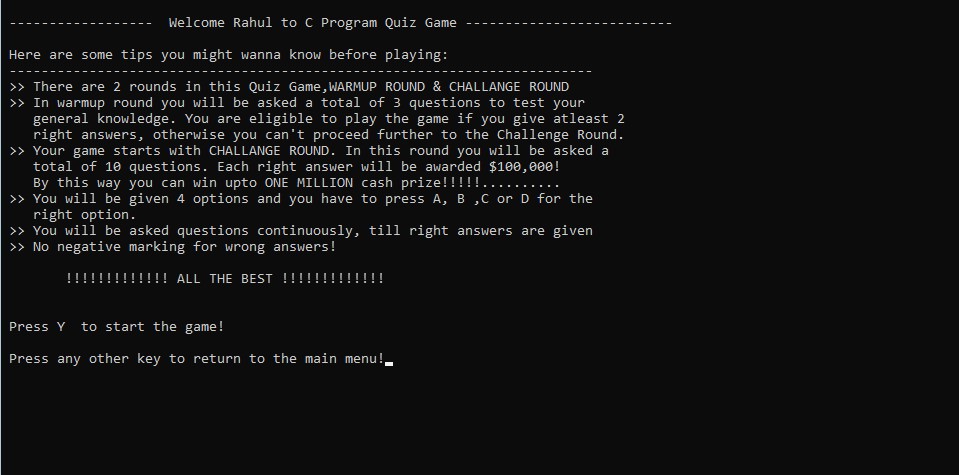 ------------------  Welcome Rahul to C Program Quiz Game --------------------------
Here are some tips you might wanna know before playing:
-------------------------------------------------------------------------
>> There are 2 rounds in this Quiz Game,WARMUP ROUND & CHALLANGE ROUND
>> In warmup round you will be asked a total of 3 questions to test your
   general knowledge. You are eligible to play the game if you give atleast 2
   right answers, otherwise you can't proceed further to the Challenge Round.
>> Your game starts with CHALLANGE ROUND. In this round you will be asked a
   total of 10 questions. Each right answer will be awarded $100,000!
   By this way you can win upto ONE MILLION cash prize!!!!!..........
>> You will be given 4 options and you have to press A, B ,C or D for the
   right option.
>> You will be asked questions continuously, till right answers are given
>> No negative marking for wrong answers!
!!!!!!!!!!!!! ALL THE BEST !!!!!!!!!!!!!
Press Y  to start the game!
Press any other key to return to the main menu!